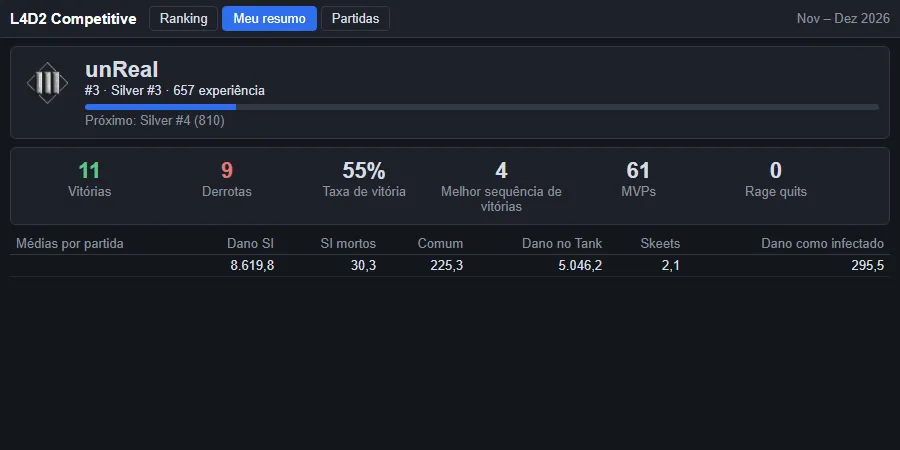 L4D2 Competitive Ranking Meu resumo Partidas Nov – Dez 2026
unReal
#3 · Silver #3 · 657 experiência
Próximo: Silver #4 (810)
11 9 55% 4 61 0
Vitórias Derrotas Taxa de vitória Melhor sequência de vitórias MVPs Rage quits
Médias por partida Dano SI SI mortos Comum Dano no Tank Skeets Dano como infectado
8.619,8 30,3 225,3 5.046,2 2,1 295,5